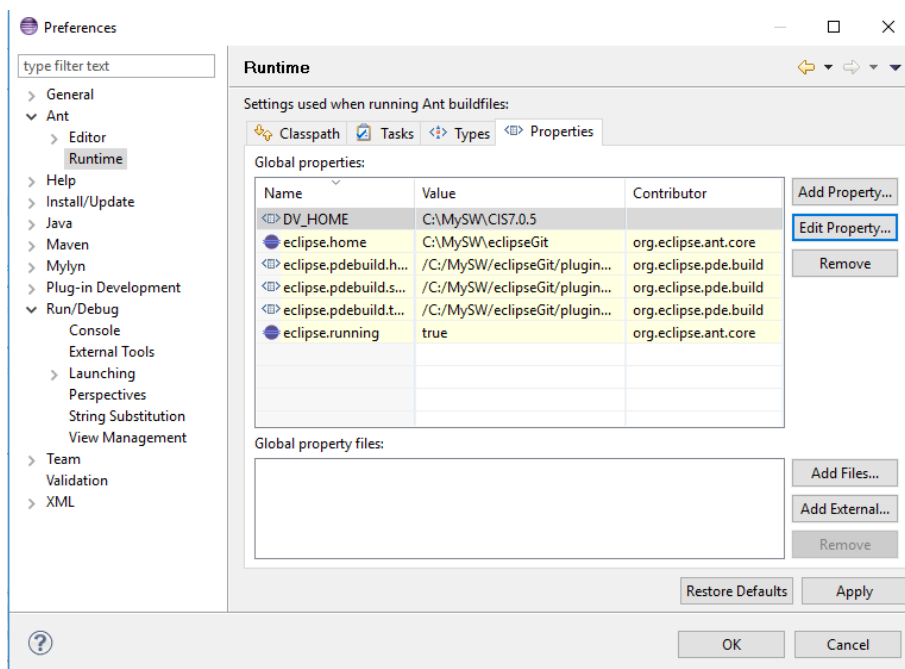 Preferences
type filter text
General
Ant
Editor
Runtime
Help
Install/Update
Java
Maven
Mylyn
Plug-in Development
Run/Debug
Console
External Tools
Launching
Perspectives
String Substitution
View Management
Team
Validation
XML
Runtime
Settings used when running Ant buildfiles:
Classpath Tasks Types Properties
Global properties:
Name Value Contributor
DV_HOME C:\MySW\CIS7.0.5
eclipse.home C:\MySW\eclipseGit org.eclipse.ant.core
eclipse.pdebuild.h... /C:/MySW/eclipseGit/plugin... org.eclipse.pde.build
eclipse.pdebuild.s... /C:/MySW/eclipseGit/plugin... org.eclipse.pde.build
eclipse.pdebuild.t... /C:/MySW/eclipseGit/plugin... org.eclipse.pde.build
eclipse.running true org.eclipse.ant.core
Add Property...
Edit Property...
Remove
Global property files:
Add Files...
Add External...
Remove
Restore Defaults Apply
? OK Cancel